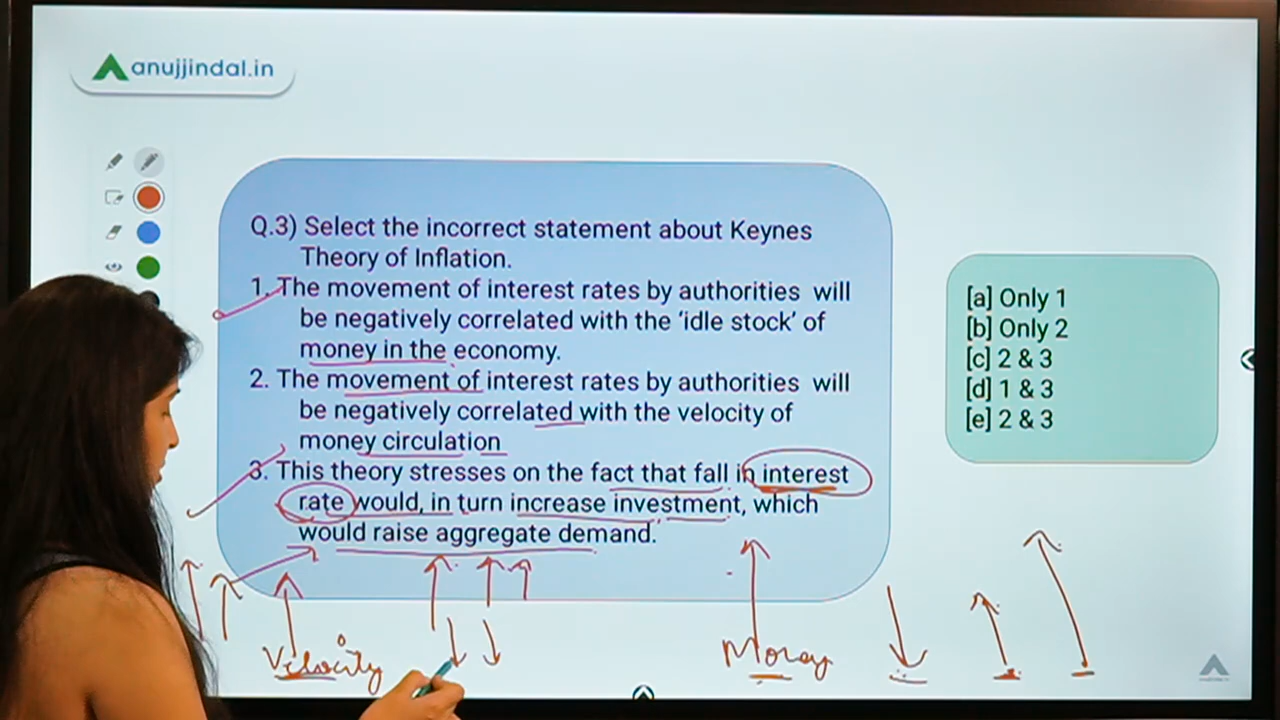 anujjindal.in
Q.3) Select the incorrect statement about Keynes
Theory of Inflation.
1. The movement of interest rates by authorities will
be negatively correlated with the ‘idle stock’ of
money in the economy.
2. The movement of interest rates by authorities will
be negatively correlated with the velocity of
money circulation
3. This theory stresses on the fact that fall in interest
rate would, in turn increase investment, which
would raise aggregate demand.
[a] Only 1
[b] Only 2
[c] 2 & 3
[d] 1 & 3
[e] 2 & 3
Velocity
Money